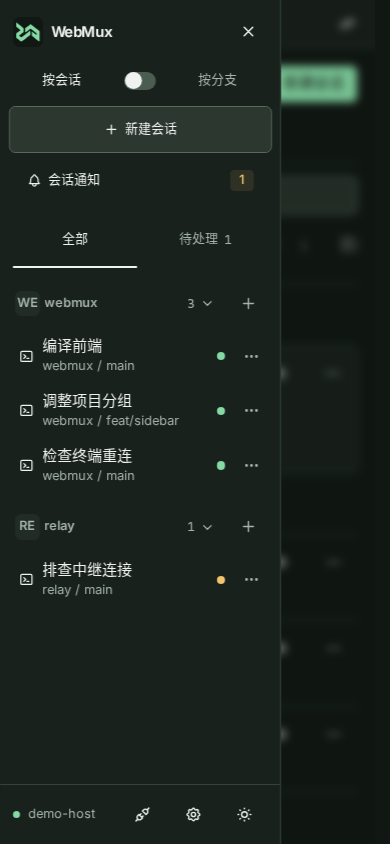 WebMux
按会话 按分支
新建会话
会话通知 1
全部 待处理 1
WE webmux 3
编译前端
webmux / main
调整项目分组
webmux / feat/sidebar
检查终端重连
webmux / main
RE relay 1
排查中继连接
relay / main
demo-host